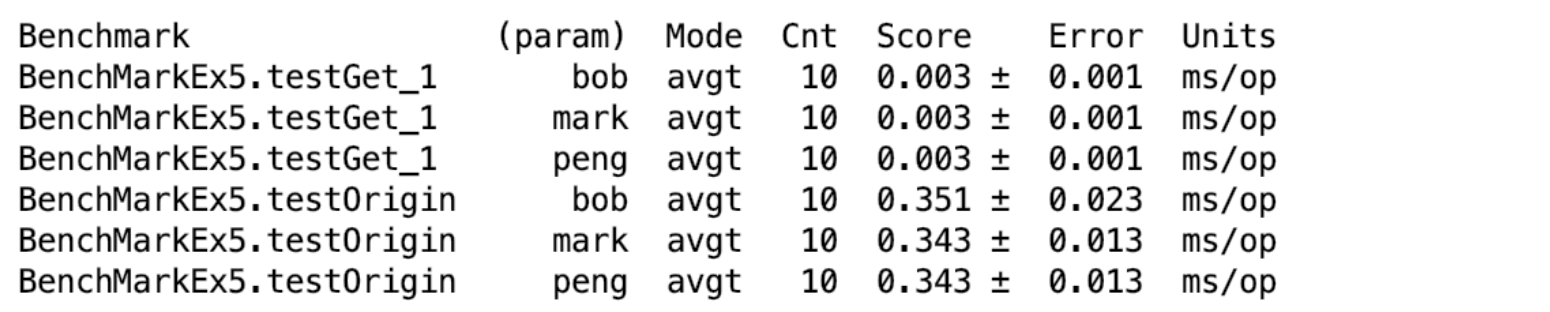 Benchmark (param) Mode Cnt Score Error Units
BenchMarkEx5.testGet_1 bob avgt 10 0.003 ± 0.001 ms/op
BenchMarkEx5.testGet_1 mark avgt 10 0.003 ± 0.001 ms/op
BenchMarkEx5.testGet_1 peng avgt 10 0.003 ± 0.001 ms/op
BenchMarkEx5.testOrigin bob avgt 10 0.351 ± 0.023 ms/op
BenchMarkEx5.testOrigin mark avgt 10 0.343 ± 0.013 ms/op
BenchMarkEx5.testOrigin peng avgt 10 0.343 ± 0.013 ms/op